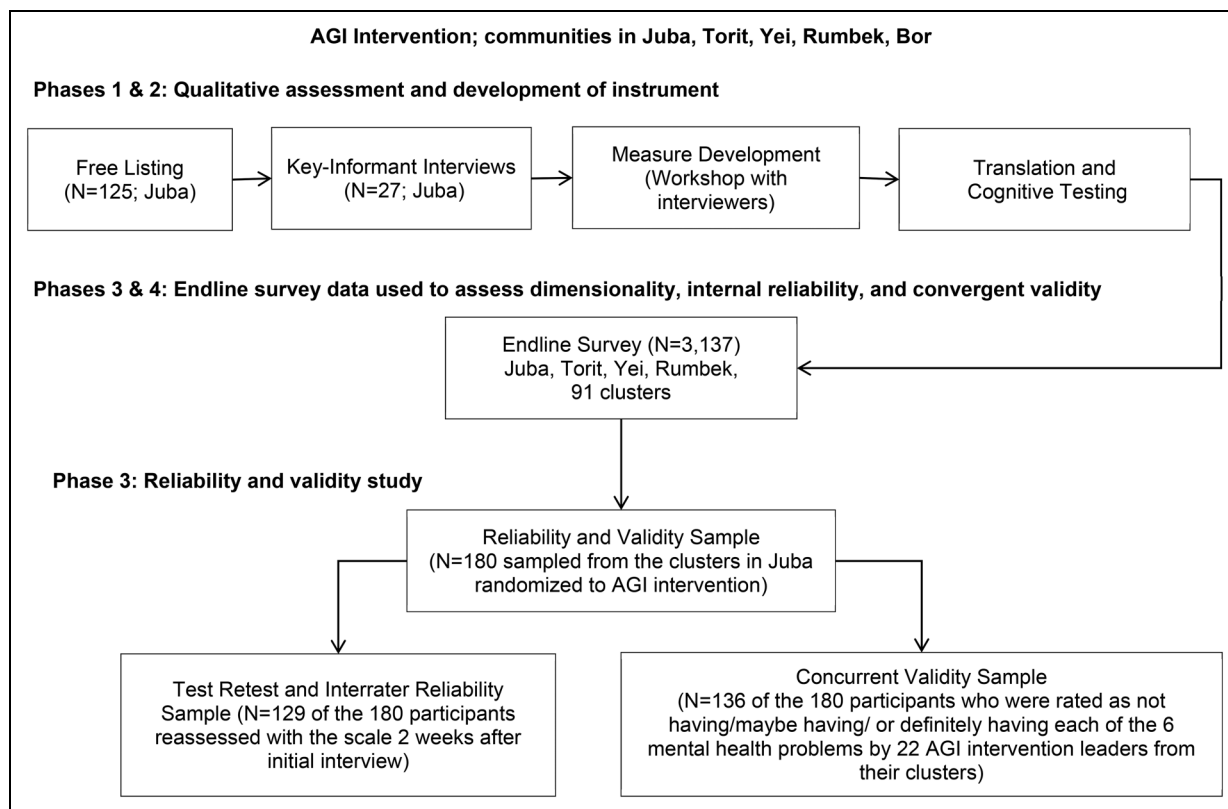 AGI Intervention; communities in Juba, Torit, Yei, Rumbek, Bor
Phases 1 & 2: Qualitative assessment and development of instrument
Free Listing
(N=125; Juba)
Key-Informant Interviews
(N=27; Juba)
Measure Development
(Workshop with
interviewers)
Translation and
Cognitive Testing
Phases 3 & 4: Endline survey data used to assess dimensionality, internal reliability, and convergent validity
Endline Survey (N=3,137)
Juba, Torit, Yei, Rumbek,
91 clusters
Phase 3: Reliability and validity study
Reliability and Validity Sample
(N=180 sampled from the clusters in Juba
randomized to AGI intervention)
Test Retest and Interrater Reliability
Sample (N=129 of the 180 participants
reassessed with the scale 2 weeks after
initial interview)
Concurrent Validity Sample
(N=136 of the 180 participants who were rated as not
having/maybe having/ or definitely having each of the 6
mental health problems by 22 AGI intervention leaders from
their clusters)